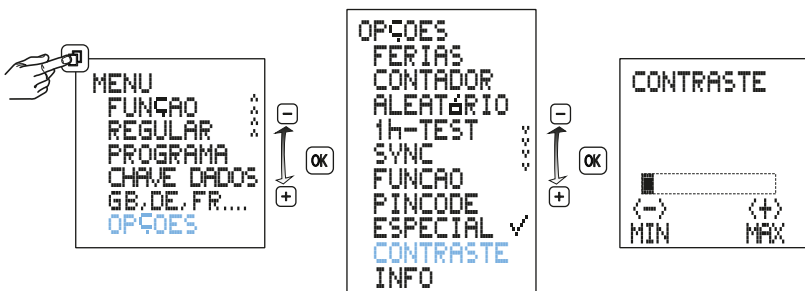 MENU
FUNÇAO
REGULAR
PROGRAMA
CHAVE DADOS
GB,DE,FR....
OPÇOES
−
OK
+
OPÇOES
FERIAS
CONTADOR
ALEATóRIO
1h-TEST
SYNC
FUNCAO
PINCODE
ESPECIAL ✓
CONTRASTE
INFO
−
OK
+
CONTRASTE
(−) (+)
MIN MAX